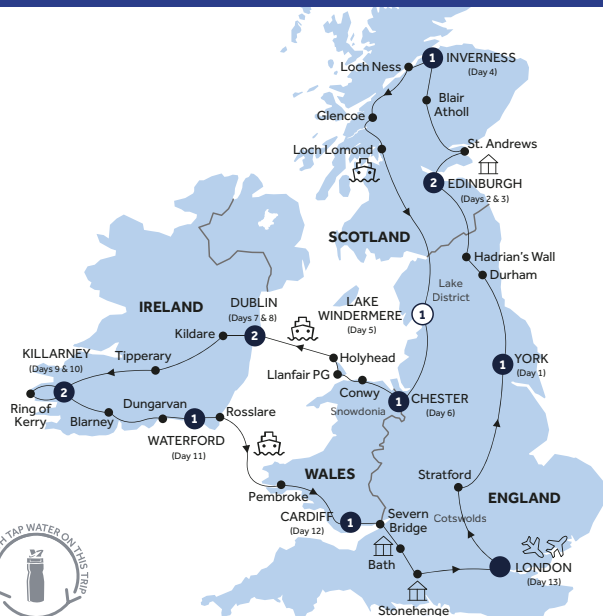 1
INVERNESS
(Day 4)
Loch Ness
Blair
Atholl
Glencoe
Loch Lomond
St. Andrews
2
EDINBURGH
(Days 2 & 3)
SCOTLAND
Hadrian's Wall
Durham
Lake
District
IRELAND
DUBLIN
(Days 7 & 8)
2
LAKE
WINDERMERE
(Day 5)
1
Kildare
Holyhead
Llanfair PG
Conwy
Snowdonia
1
CHESTER
(Day 6)
1
YORK
(Day 1)
KILLARNEY
(Days 9 & 10)
2
Tipperary
Ring of
Kerry
Blarney
Dungarvan
1
WATERFORD
(Day 11)
Rosslare
WALES
Pembroke
CARDIFF
(Day 12)
1
Severn
Bridge
Bath
Stonehenge
Stratford
ENGLAND
Cotswolds
LONDON
(Day 13)
TAP WATER ON THIS TRIP